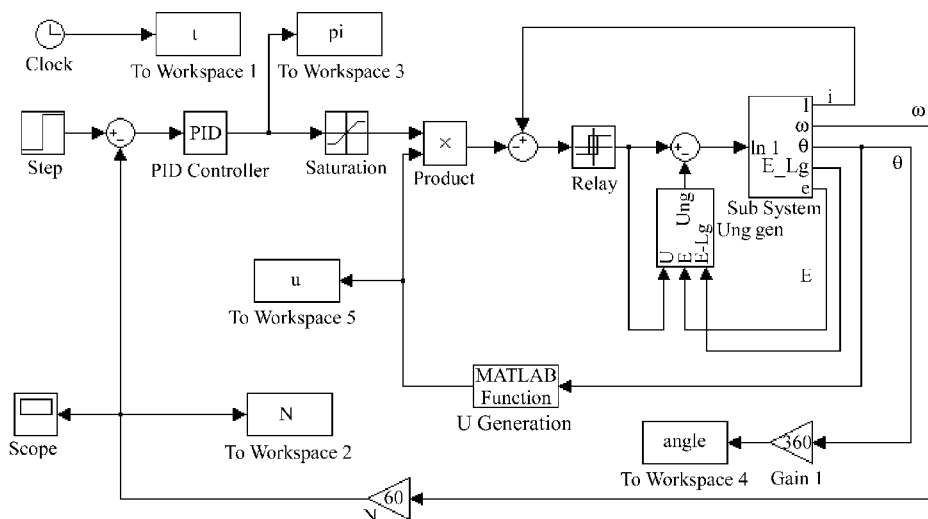 Clock
t
To Workspace 1
pi
To Workspace 3
Step
+
−
PID
PID Controller
Saturation
×
Product
−
+
Relay
+
−
In 1
I
ω
θ
E_Lg
e
Sub System
i
ω
θ
Ung
U
E
E-Lg
Ung gen
E
u
To Workspace 5
MATLAB
Function
U Generation
Scope
N
To Workspace 2
angle
To Workspace 4
360
Gain 1
60
N